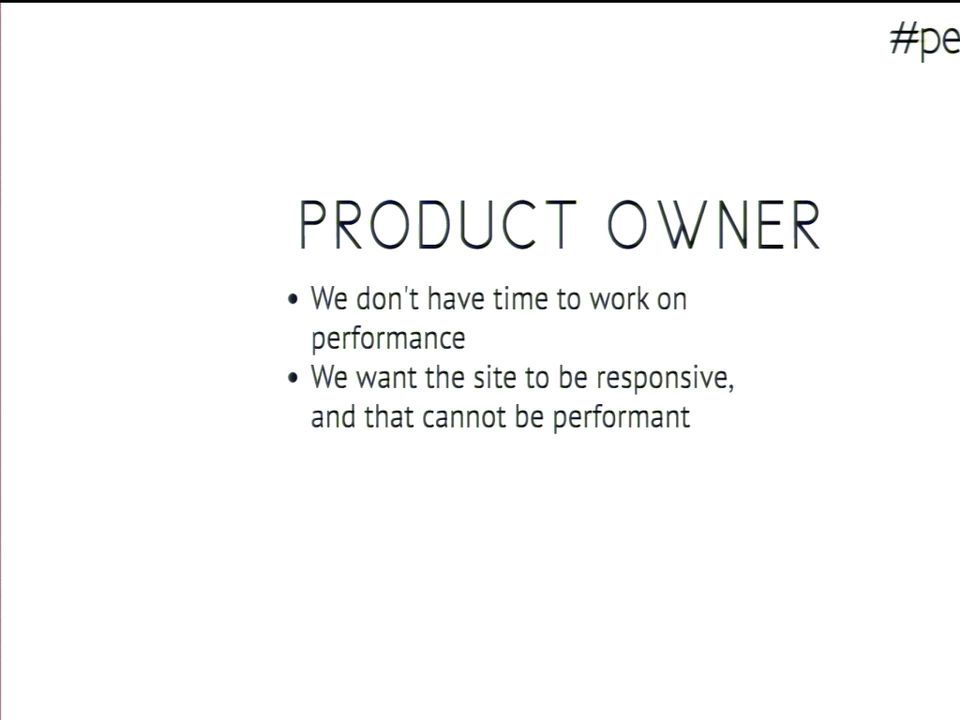 #pe
PRODUCT OWNER
• We don't have time to work on
performance
• We want the site to be responsive,
and that cannot be performant